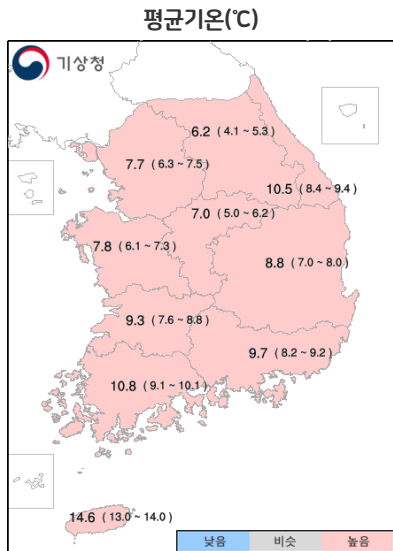 평균기온(℃)
기상청
6.2 ( 4.1 ~ 5.3 )
7.7 ( 6.3 ~ 7.5 )
10.5 ( 8.4 ~ 9.4 )
7.0 ( 5.0 ~ 6.2 )
7.8 ( 6.1 ~ 7.3 )
8.8 ( 7.0 ~ 8.0 )
9.3 ( 7.6 ~ 8.8 )
9.7 ( 8.2 ~ 9.2 )
10.8 ( 9.1 ~ 10.1 )
14.6 ( 13.0 ~ 14.0 )
낮음 비슷 높음